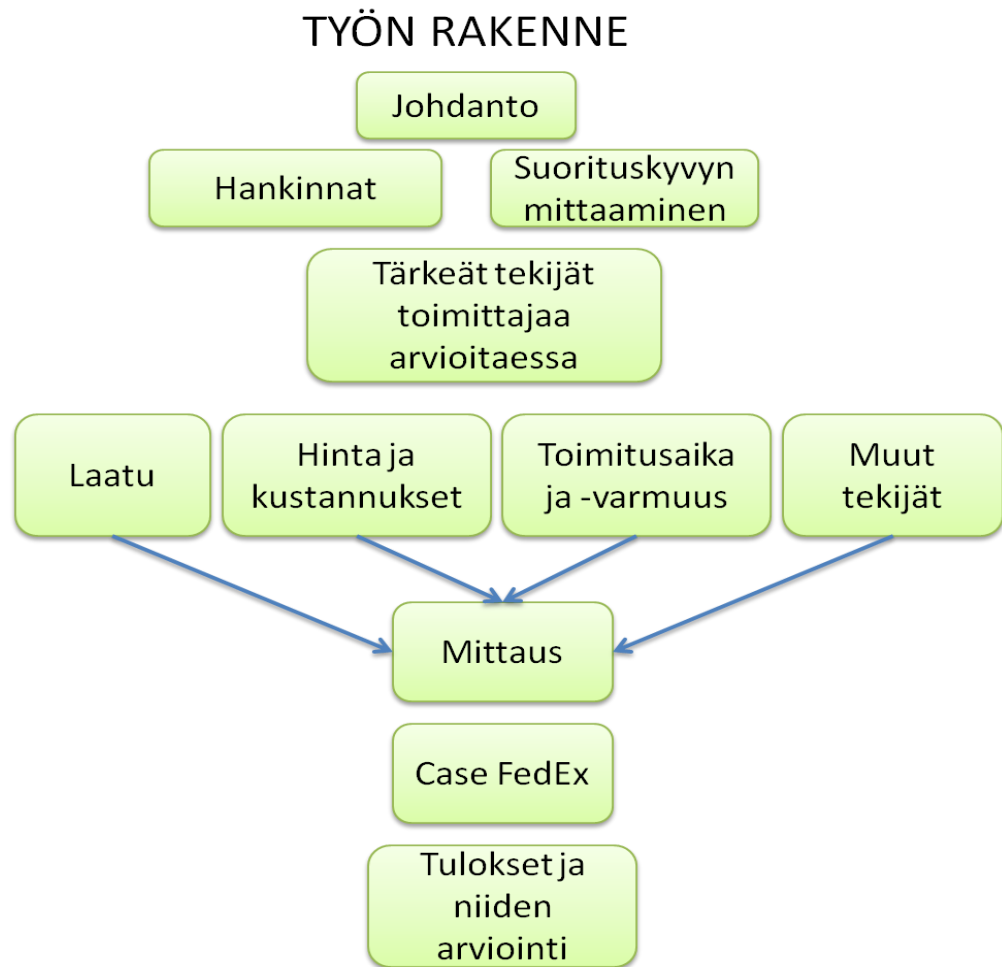 TYÖN RAKENNE
Johdanto
Hankinnat
Suorituskyvyn
mittaaminen
Tärkeät tekijät
toimittajaa
arvioitaessa
Laatu
Hinta ja
kustannukset
Toimitusaika
ja -varmuus
Muut
tekijät
Mittaus
Case FedEx
Tulokset ja
niiden
arviointi